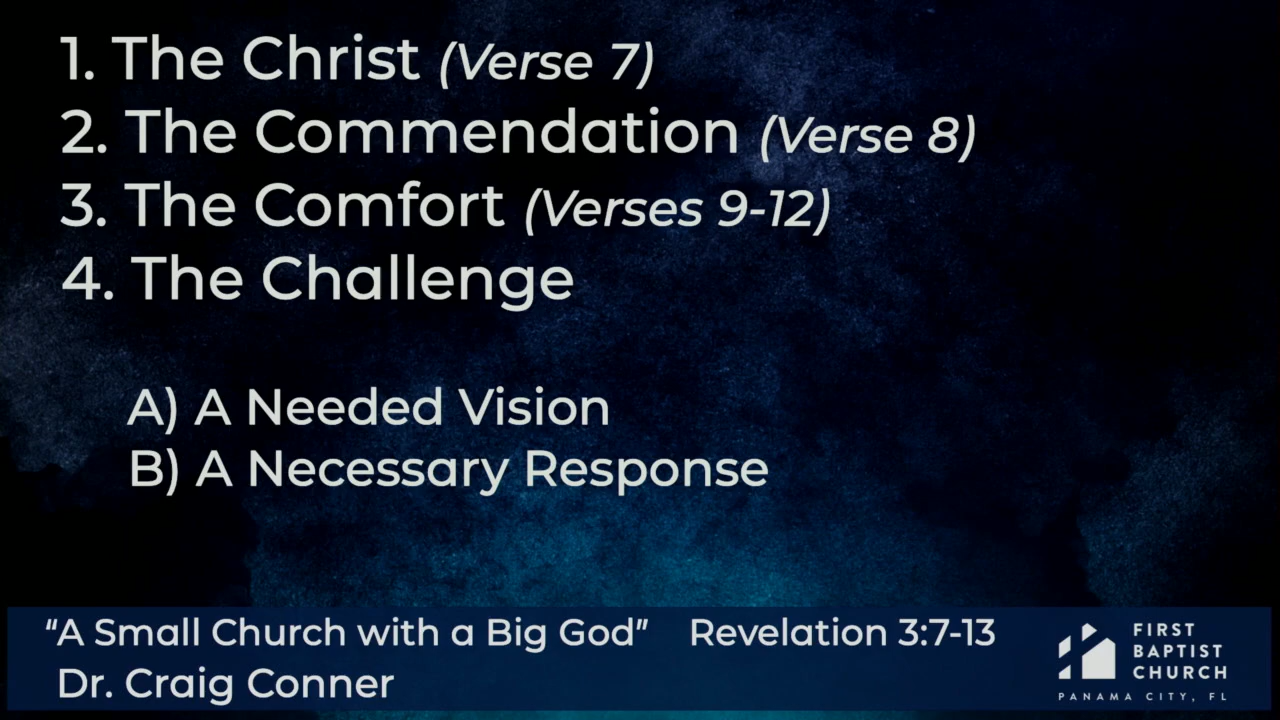 1. The Christ (Verse 7)
2. The Commendation (Verse 8)
3. The Comfort (Verses 9-12)
4. The Challenge
A) A Needed Vision
B) A Necessary Response
"A Small Church with a Big God" Revelation 3:7-13
Dr. Craig Conner
FIRST
BAPTIST
CHURCH
PANAMA CITY, FL